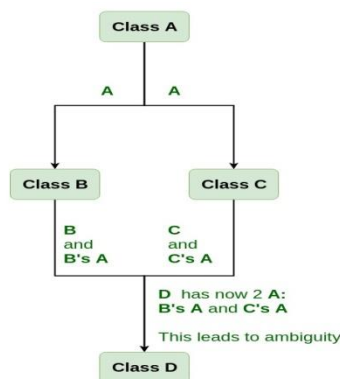 Class A
A A
Class B
Class C
B
and
B's A
C
and
C's A
D has now 2 A:
B's A and C's A
This leads to ambiguity
Class D